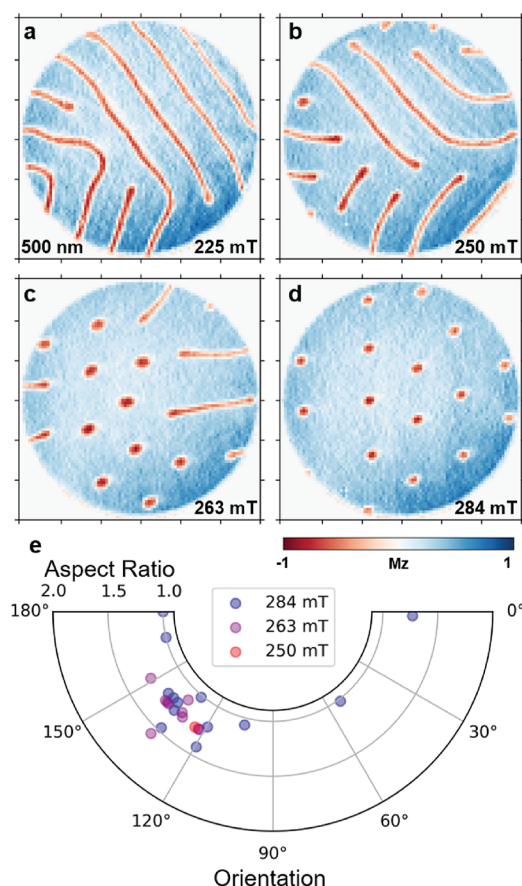 a
b
500 nm 225 mT
250 mT
c
d
263 mT
284 mT
e
-1 Mz 1
Aspect Ratio
2.0 1.5 1.0
180°
0°
284 mT
263 mT
250 mT
150°
30°
120°
60°
90°
Orientation